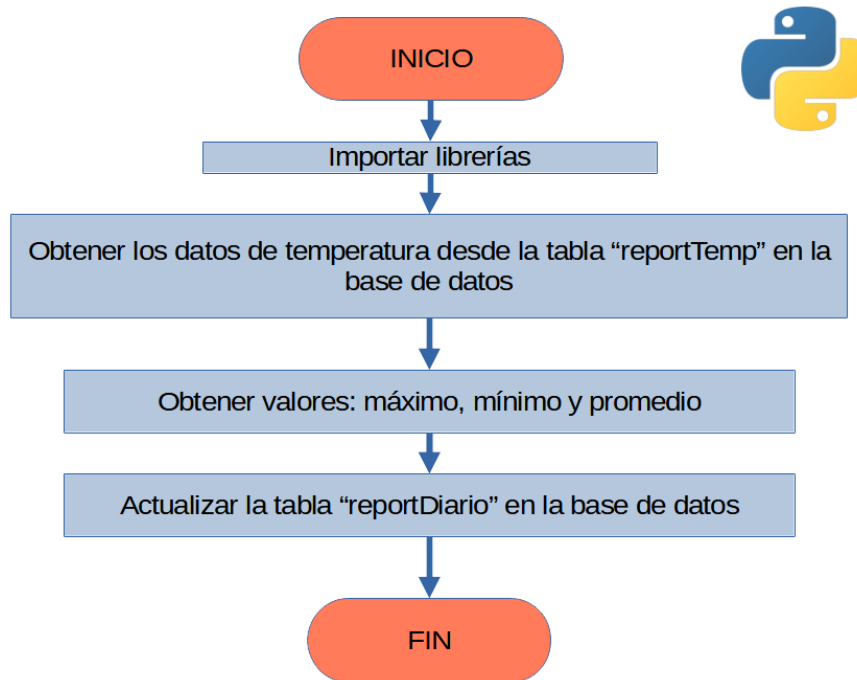 INICIO
Importar librerías
Obtener los datos de temperatura desde la tabla “reportTemp” en la
base de datos
Obtener valores: máximo, mínimo y promedio
Actualizar la tabla “reportDiario” en la base de datos
FIN